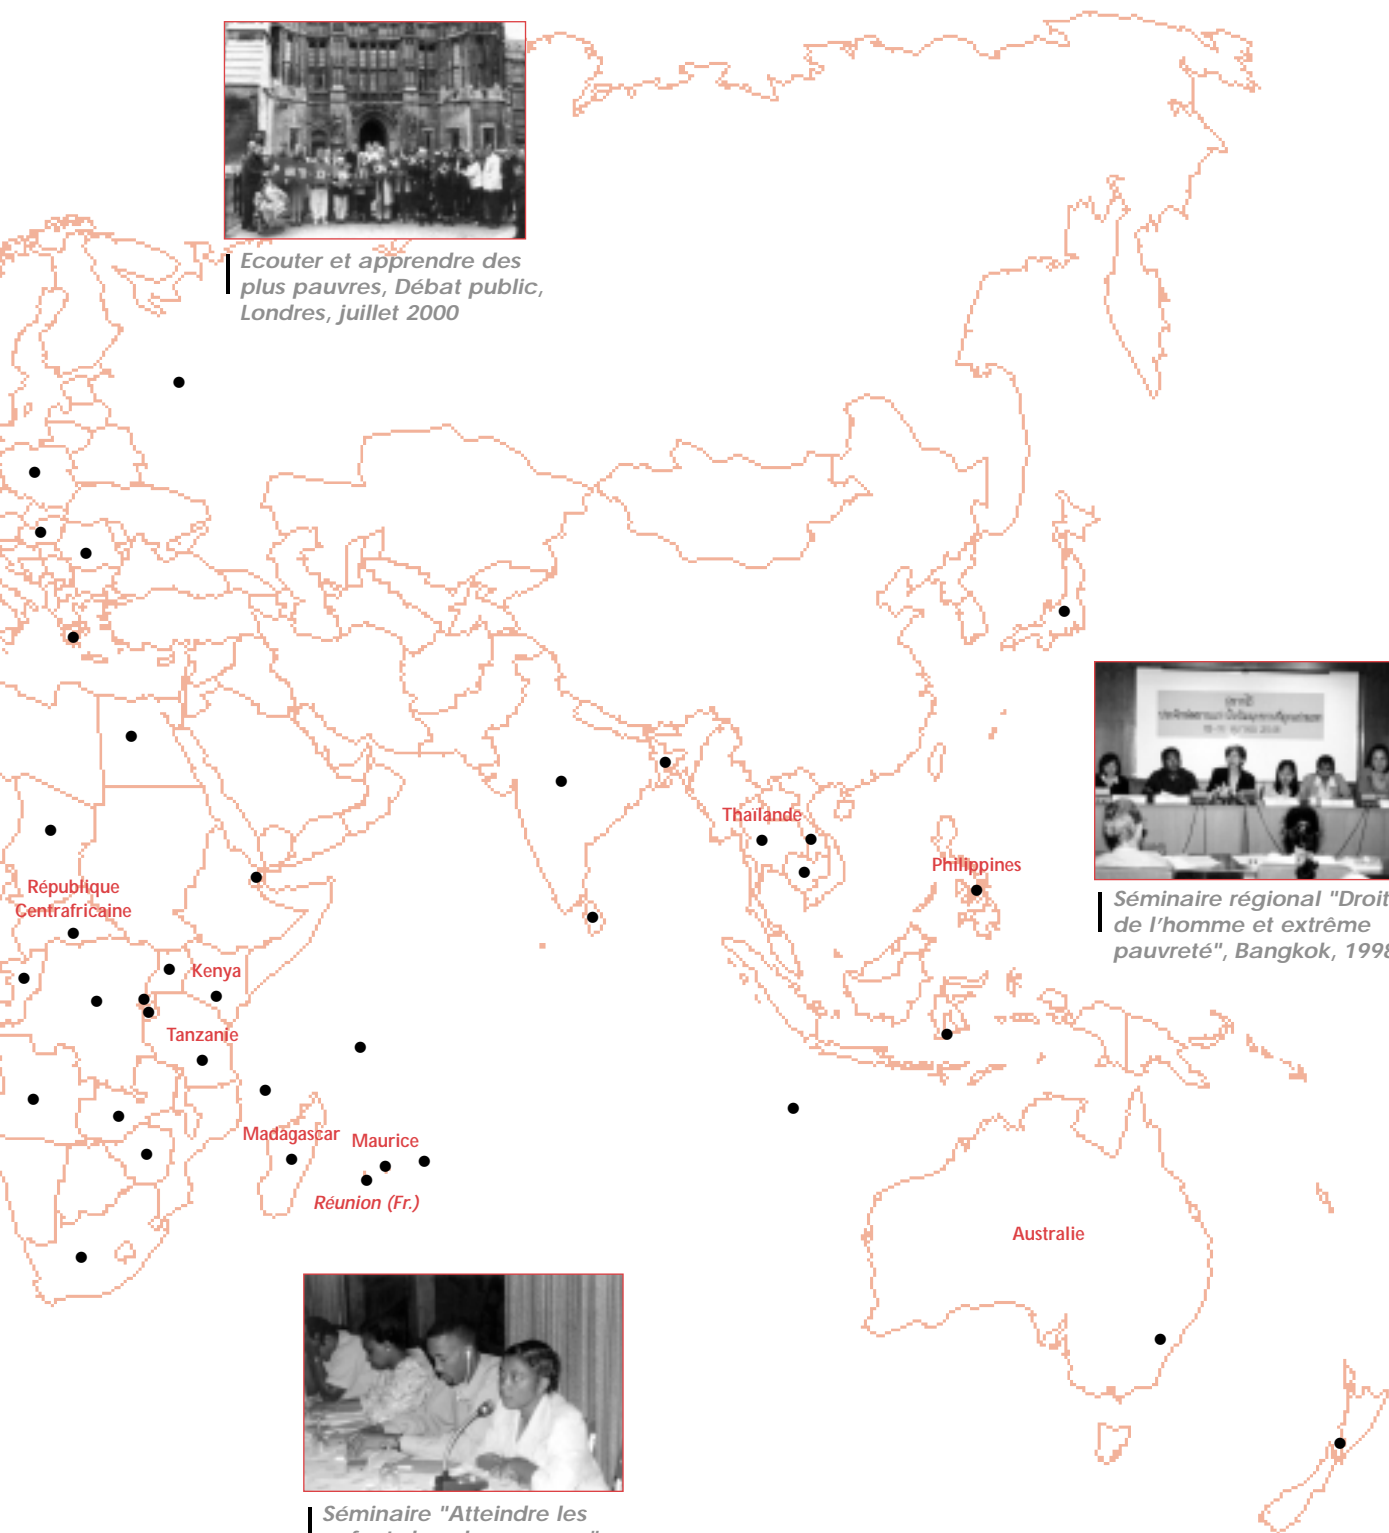 Ecouter et apprendre des
plus pauvres, Débat public,
Londres, juillet 2000
Thaïlande
Philippines
Séminaire régional "Droit
de l'homme et extrême
pauvreté", Bangkok, 1998
République
Centrafricaine
Kenya
Tanzanie
Madagascar
Maurice
Réunion (Fr.)
Australie
Séminaire "Atteindre les